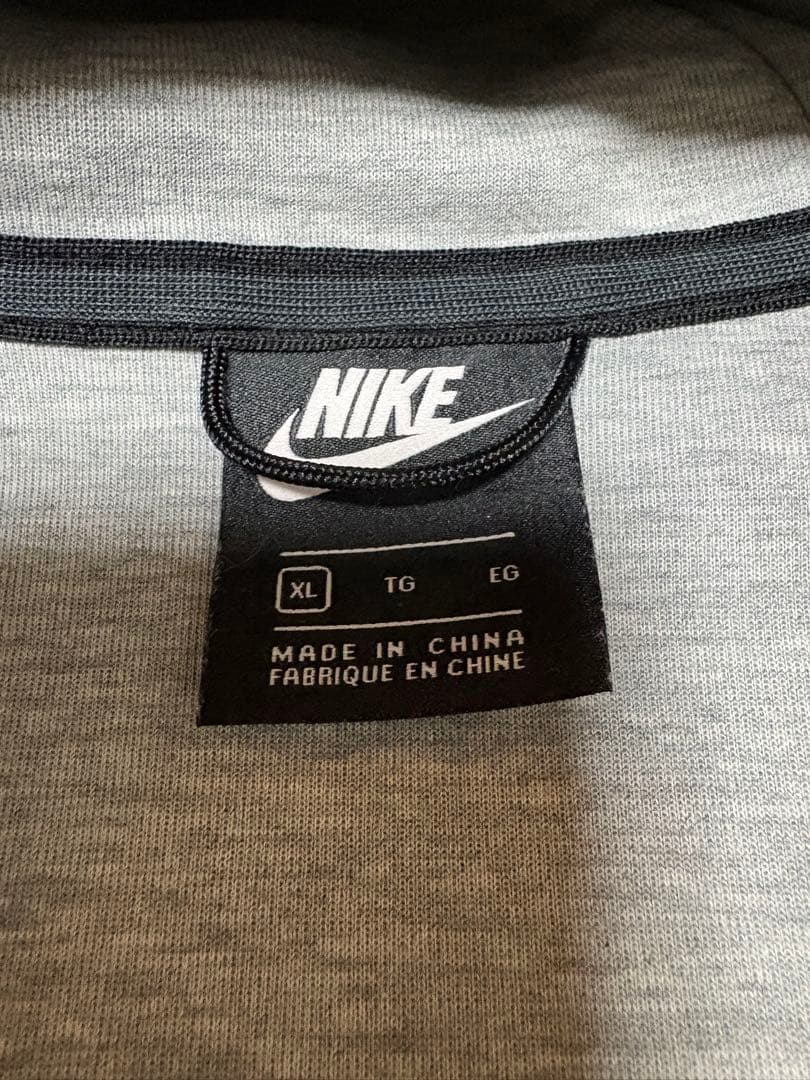 NIKE
XL TG EG
MADE IN CHINA
FABRIQUE EN CHINE